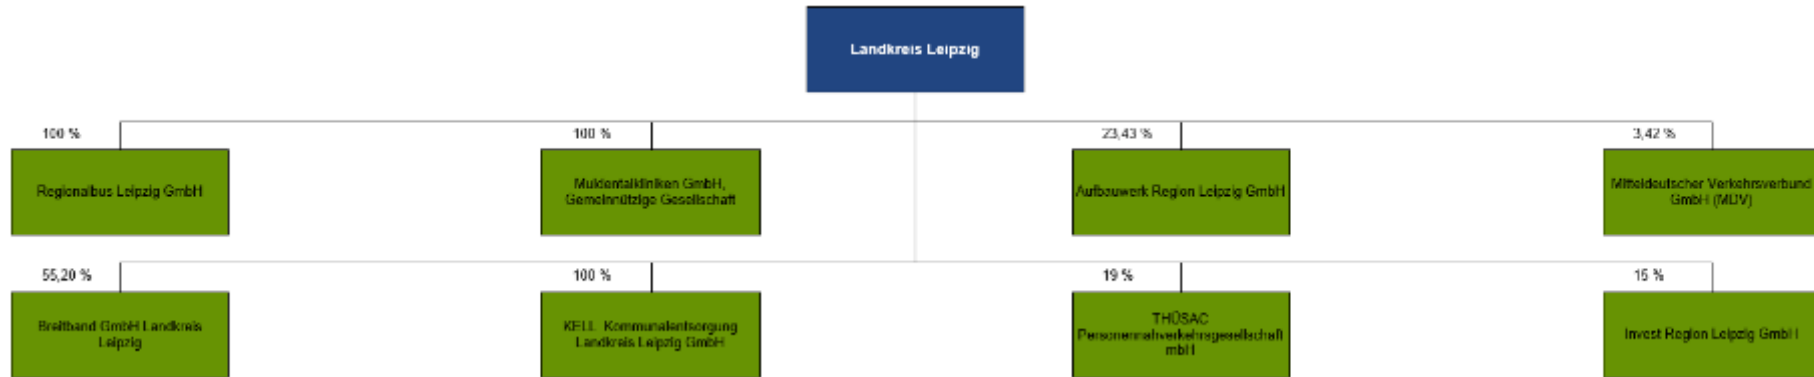 Landkreis Leipzig
100 %
100 %
23,43 %
3,42 %
Regionalbus Leipzig GmbH
Muldentalkliniken GmbH,
Gemeinnützige Gesellschaft
Aufbauwerk Region Leipzig GmbH
Mitteldeutscher Verkehrsverbund
GmbH (MDV)
55,20 %
100 %
19 %
15 %
Breitband GmbH Landkreis
Leipzig
KELL Kommunalentsorgung
Landkreis Leipzig GmbH
THÜSAC
Personennahverkehrsgesellschaft
mbH
Invest Region Leipzig GmbH